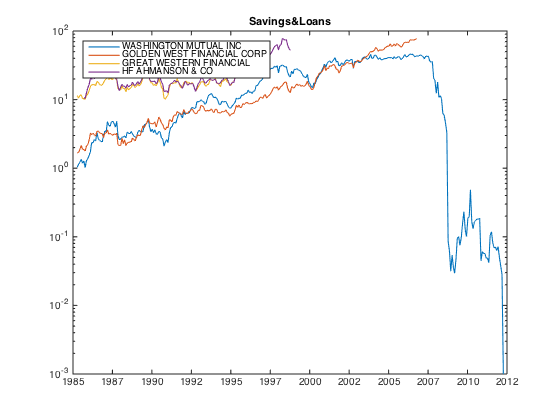 Savings&Loans
10^2
WASHINGTON MUTUAL INC
GOLDEN WEST FINANCIAL CORP
GREAT WESTERN FINANCIAL
HF AHMANSON & CO
10^1
10^0
10^-1
10^-2
10^-3
1985 1987 1990 1992 1995 1997 2000 2002 2005 2007 2010 2012